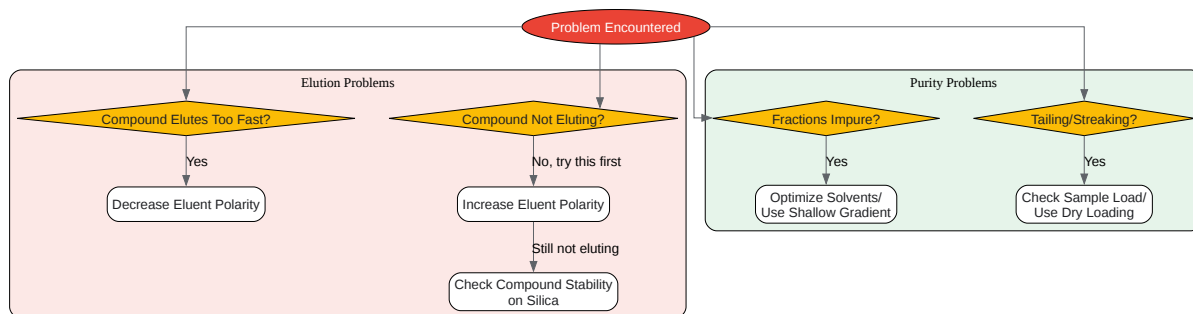 Problem Encountered
Elution Problems
Purity Problems
Compound Elutes Too Fast?
Compound Not Eluting?
Fractions Impure?
Tailing/Streaking?
Yes
No, try this first
Yes
Yes
Decrease Eluent Polarity
Increase Eluent Polarity
Optimize Solvents/
Use Shallow Gradient
Check Sample Load/
Use Dry Loading
Still not eluting
Check Compound Stability
on Silica